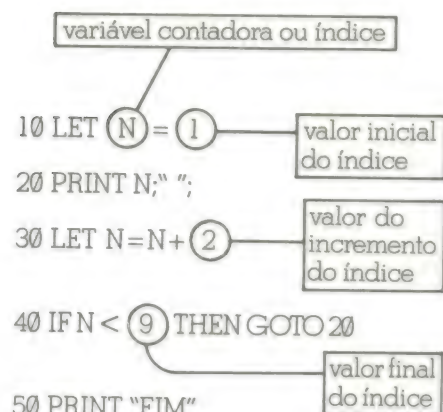 variável contadora ou índice
10 LET N = 1
valor inicial
do índice
20 PRINT N;“ ”;
valor do
incremento
do índice
30 LET N=N+ 2
40 IF N < 9 THEN GOTO 20
valor final
do índice
50 PRINT “FIM”